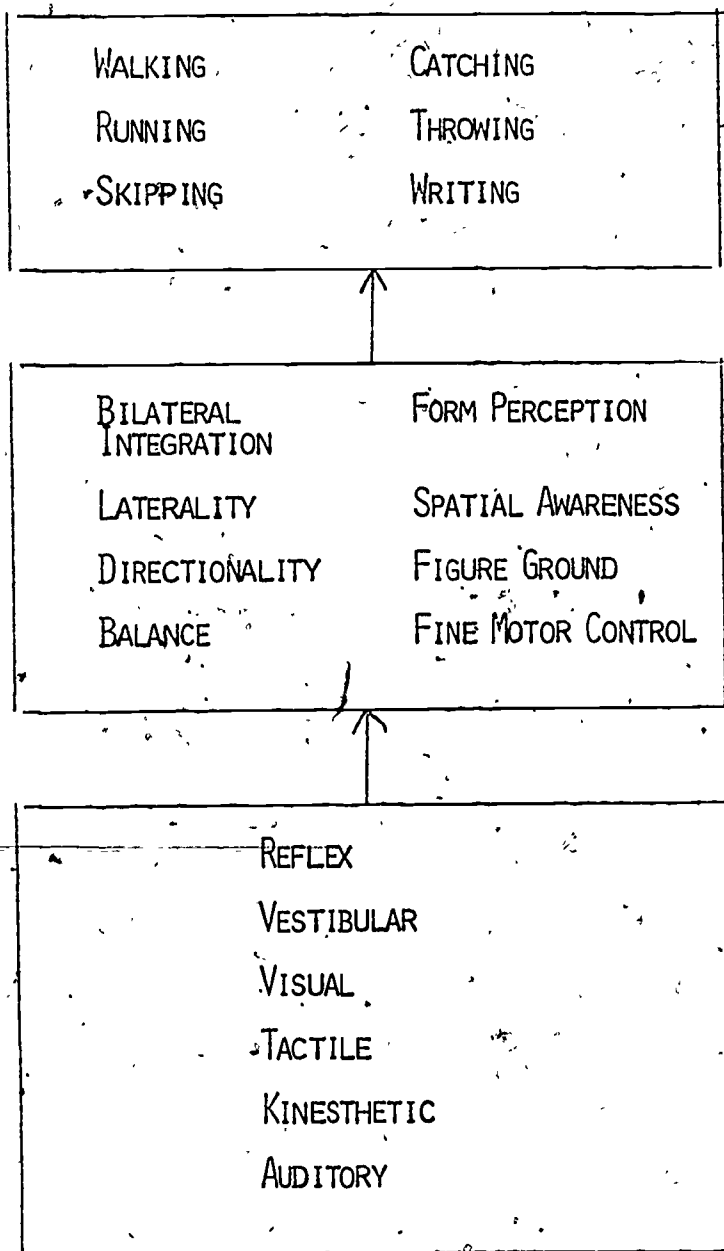 WALKING CATCHING
RUNNING THROWING
SKIPPING WRITING
BILATERAL INTEGRATION FORM PERCEPTION
LATERALITY SPATIAL AWARENESS
DIRECTIONALITY FIGURE GROUND
BALANCE FINE MOTOR CONTROL
REFLEX
VESTIBULAR
VISUAL
TACTILE
KINESTHETIC
AUDITORY